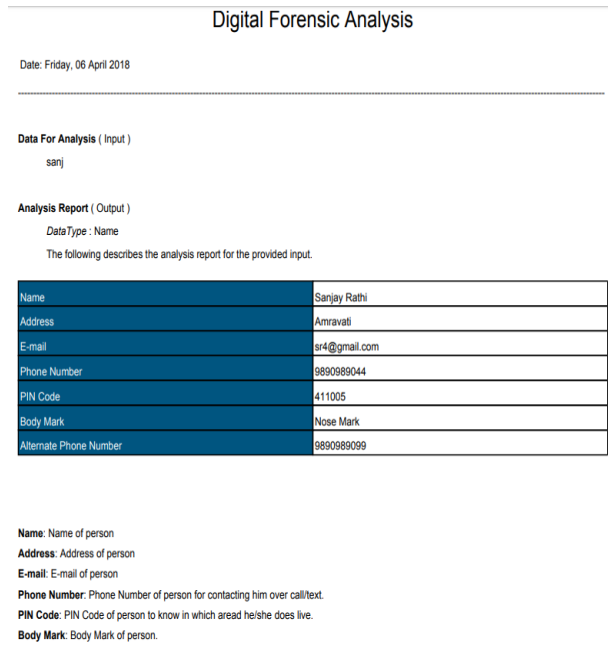 Digital Forensic Analysis
Date: Friday, 06 April 2018
Data For Analysis ( Input )
sanj
Analysis Report ( Output )
DataType : Name
The following describes the analysis report for the provided input.
Name Sanjay Rathi
Address Amravati
E-mail sr4@gmail.com
Phone Number 9890989044
PIN Code 411005
Body Mark Nose Mark
Alternate Phone Number 9890989099
Name: Name of person
Address: Address of person
E-mail: E-mail of person
Phone Number: Phone Number of person for contacting him over call/text.
PIN Code: PIN Code of person to know in which aread he/she does live.
Body Mark: Body Mark of person.